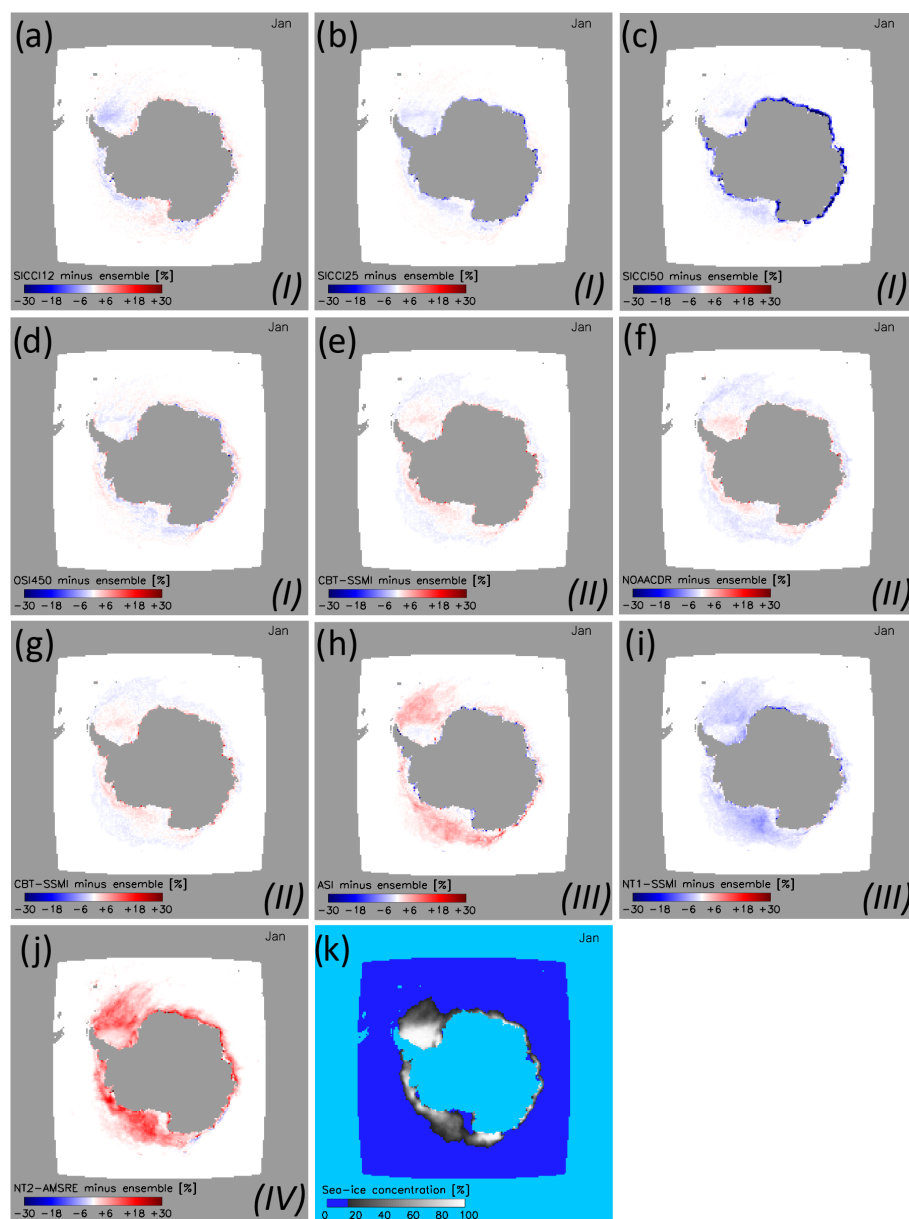 (a) Jan
SICCI12 minus ensemble [%]
−30 −18 −6 +6 +18 +30
(I)
(b) Jan
SICCI25 minus ensemble [%]
−30 −18 −6 +6 +18 +30
(I)
(c) Jan
SICCI50 minus ensemble [%]
−30 −18 −6 +6 +18 +30
(I)
(d) Jan
OSI450 minus ensemble [%]
−30 −18 −6 +6 +18 +30
(I)
(e) Jan
CBT−SSMI minus ensemble [%]
−30 −18 −6 +6 +18 +30
(II)
(f) Jan
NOAACDR minus ensemble [%]
−30 −18 −6 +6 +18 +30
(II)
(g) Jan
CBT−SSMI minus ensemble [%]
−30 −18 −6 +6 +18 +30
(II)
(h) Jan
ASI minus ensemble [%]
−30 −18 −6 +6 +18 +30
(III)
(i) Jan
NT1−SSMI minus ensemble [%]
−30 −18 −6 +6 +18 +30
(III)
(j) Jan
NT2−AMSRE minus ensemble [%]
−30 −18 −6 +6 +18 +30
(IV)
(k) Jan
Sea−ice concentration [%]
0 20 40 60 80 100